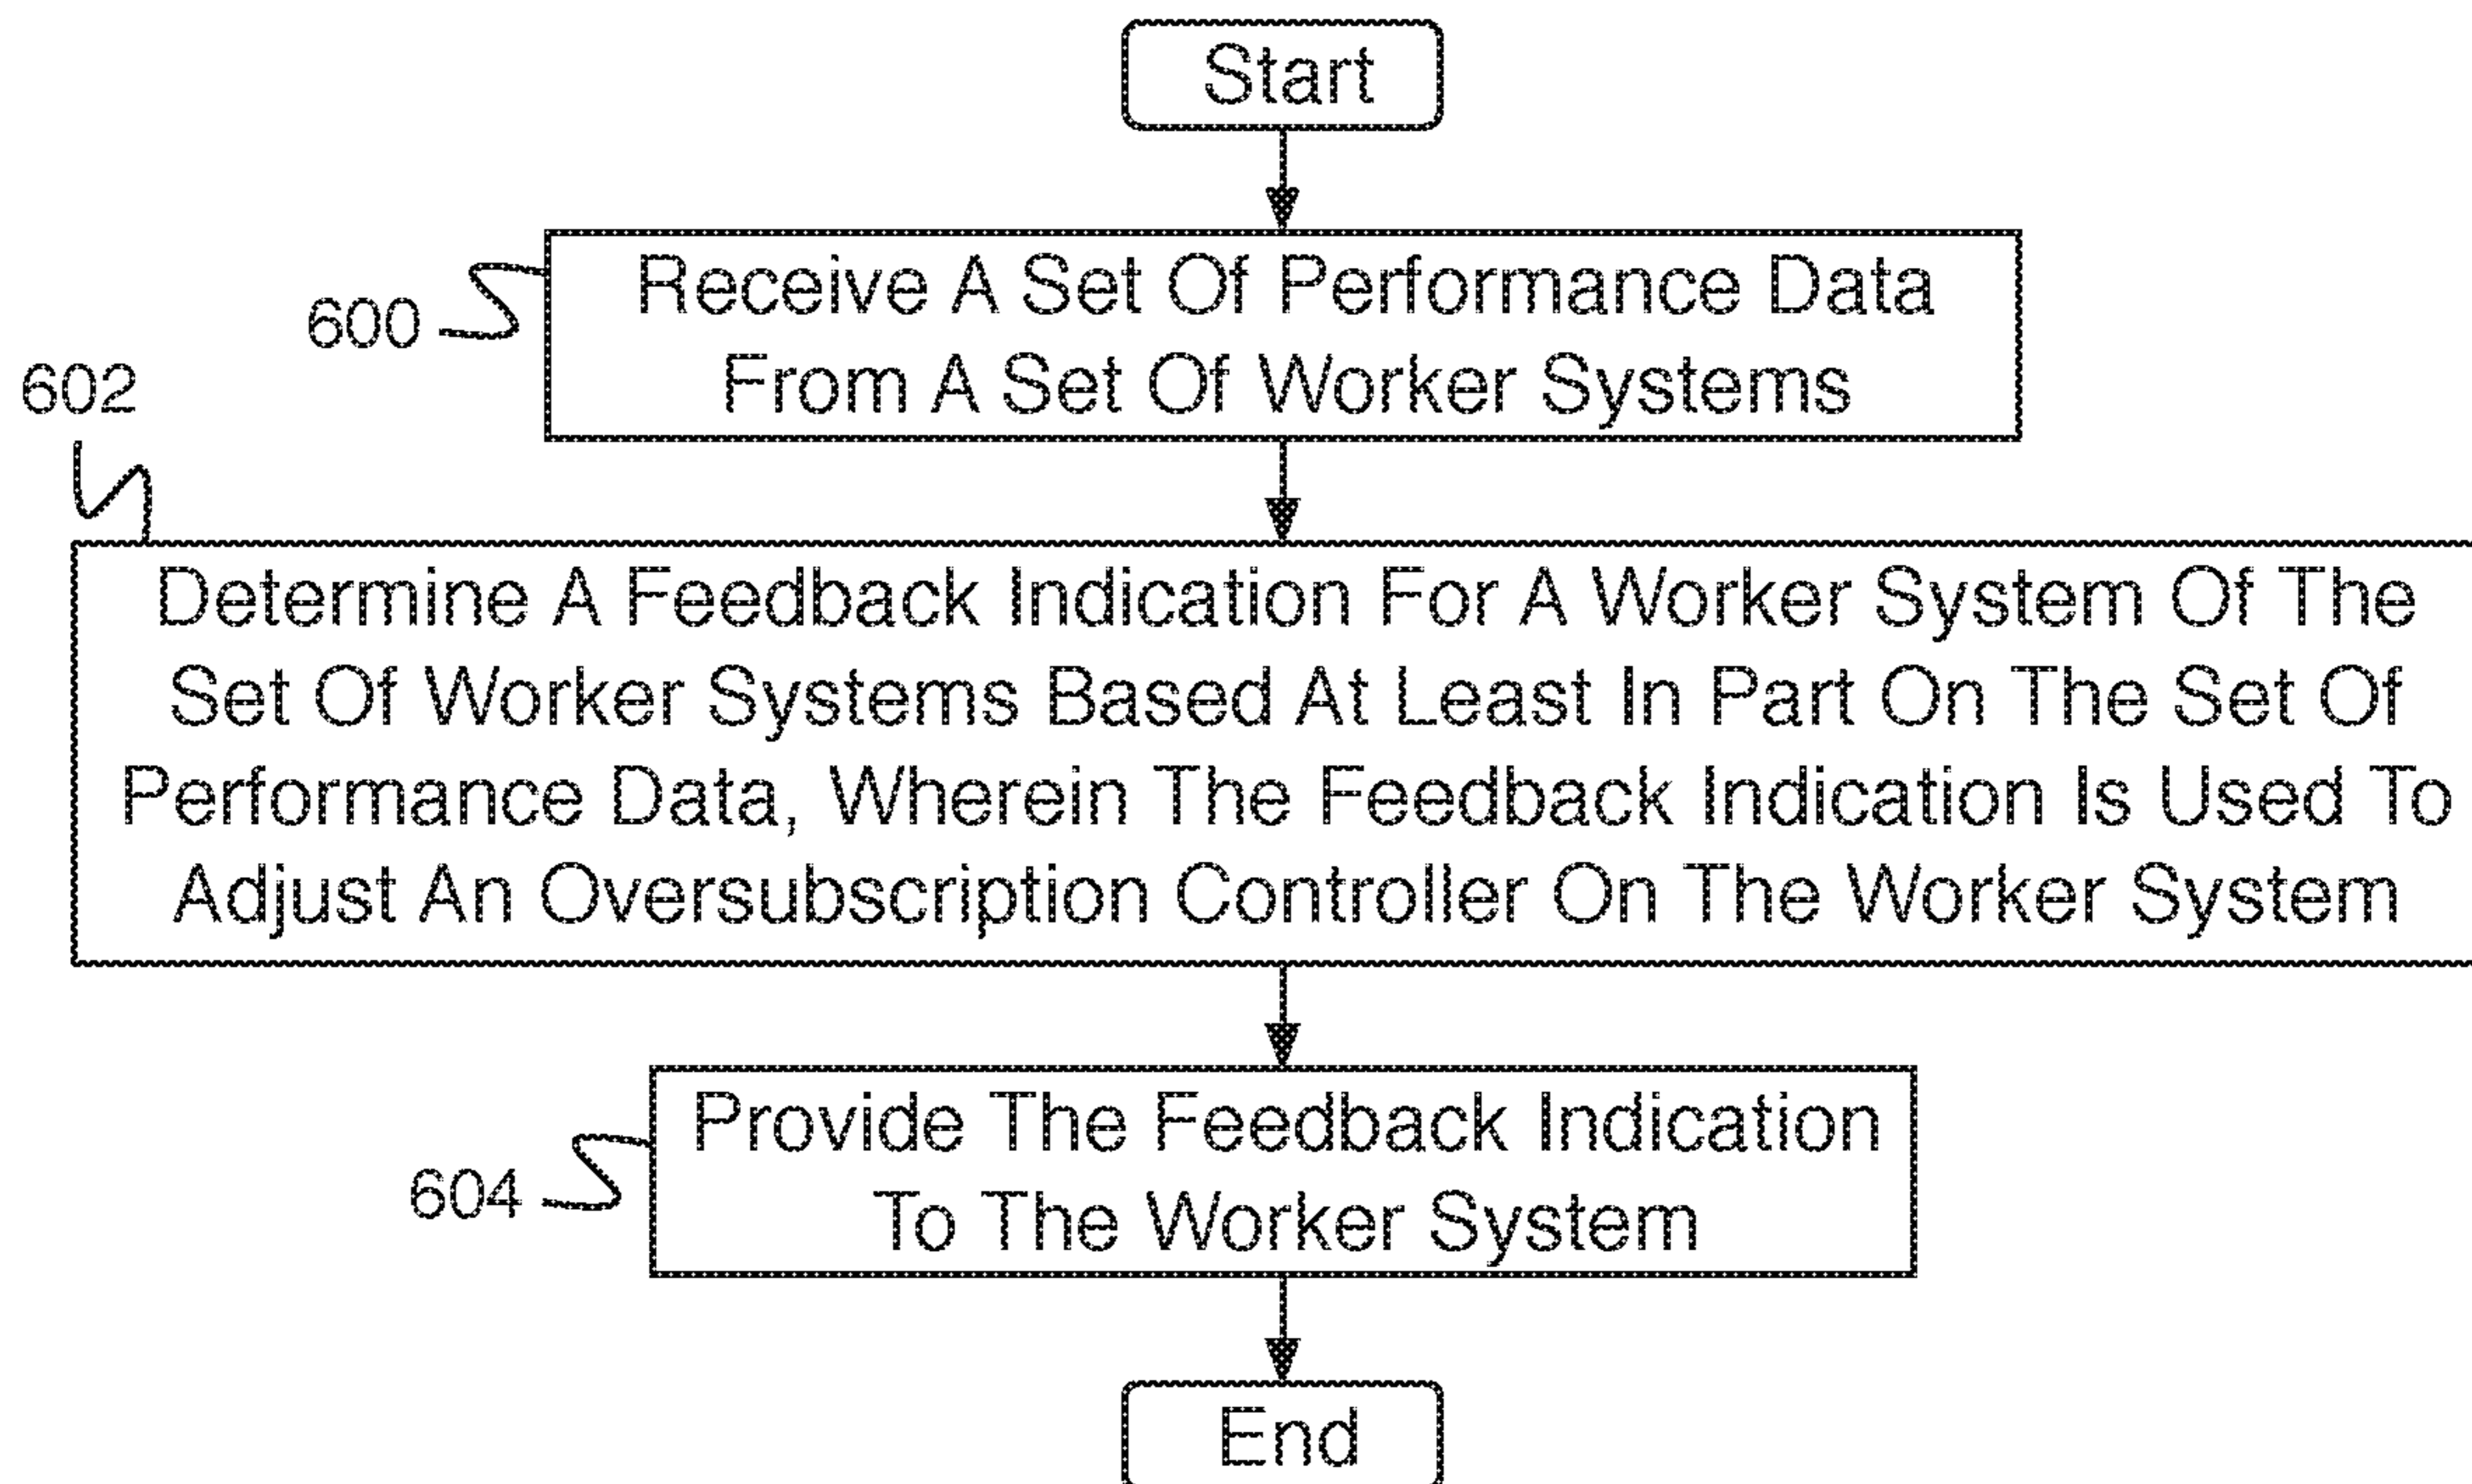 Start
600
Receive A Set Of Performance Data
From A Set Of Worker Systems
602
Determine A Feedback Indication For A Worker System Of The
Set Of Worker Systems Based At Least In Part On The Set Of
Performance Data, Wherein The Feedback Indication Is Used To
Adjust An Oversubscription Controller On The Worker System
604
Provide The Feedback Indication
To The Worker System
End